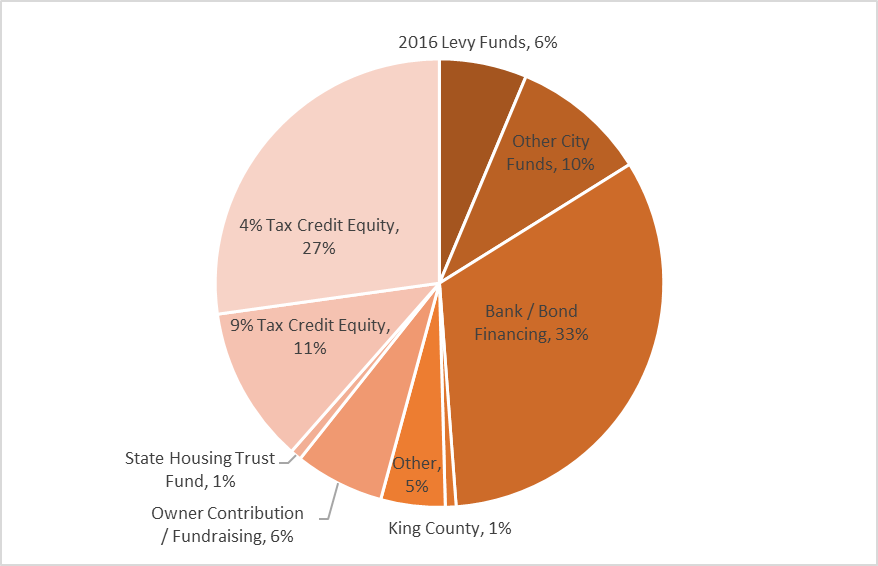 2016 Levy Funds, 6%
Other City
Funds, 10%
Bank / Bond
Financing, 33%
King County, 1%
Other,
5%
Owner Contribution
/ Fundraising, 6%
State Housing Trust
Fund, 1%
9% Tax Credit Equity,
11%
4% Tax Credit Equity,
27%